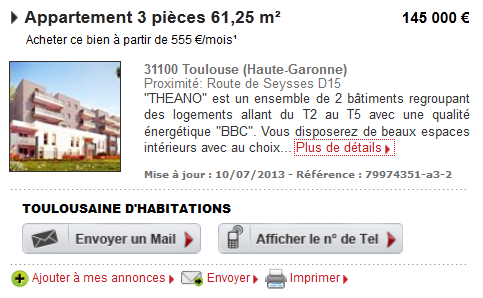 Appartement 3 pièces 61,25 m² 145 000 €
Acheter ce bien à partir de 555 €/mois¹
31100 Toulouse (Haute-Garonne)
Proximité: Route de Seysses D15
"THEANO" est un ensemble de 2 bâtiments regroupant
des logements allant du T2 au T5 avec une qualité
énergétique "BBC". Vous disposerez de beaux espaces
intérieurs avec au choix... Plus de détails
Mise à jour : 10/07/2013 - Référence : 79974351-a3-2
TOULOUSAINE D'HABITATIONS
Envoyer un Mail Afficher le n° de Tel
Ajouter à mes annonces Envoyer Imprimer